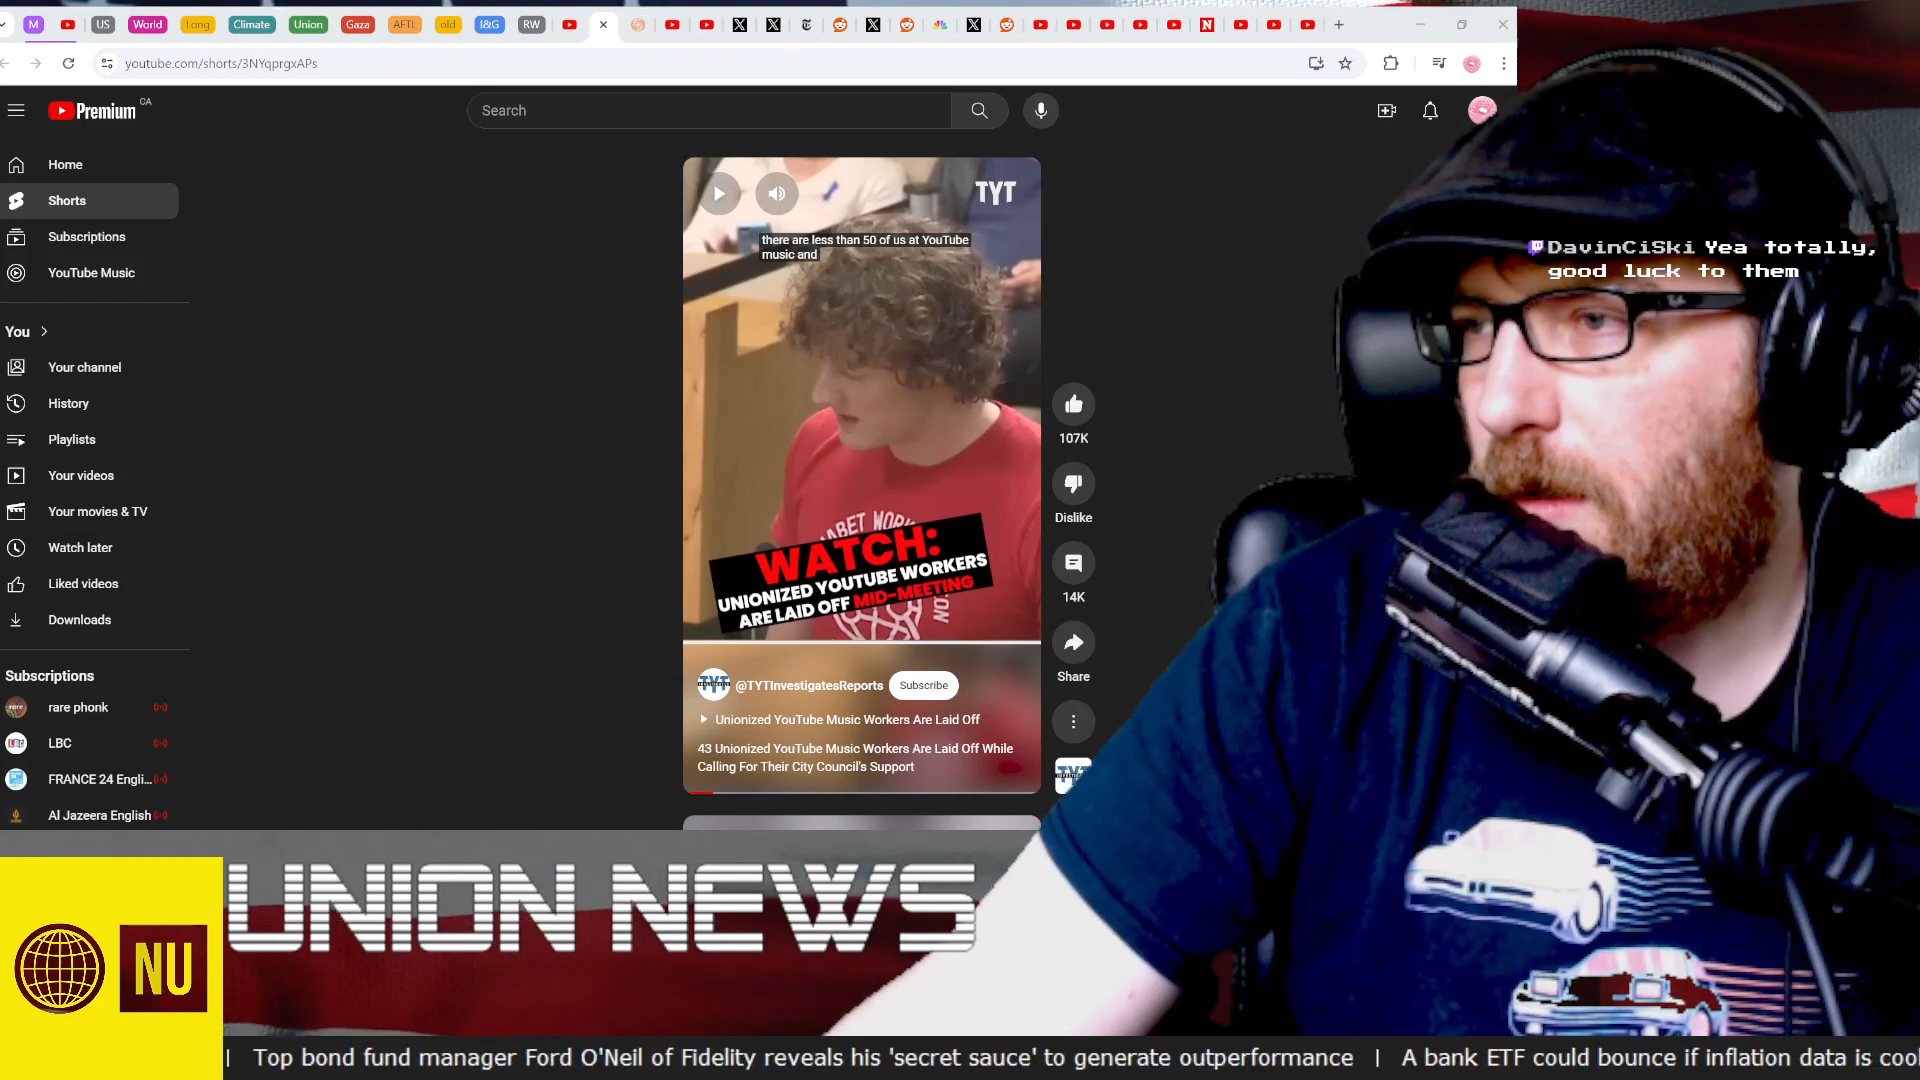 M
US
World
Long
Climate
Union
Gaza
AFTL
old
I&G
RW
youtube.com/shorts/3NYqprgxAPs
Premium
CA
Search
Home
Shorts
Subscriptions
YouTube Music
You
Your channel
History
Playlists
Your videos
Your movies & TV
Watch later
Liked videos
Downloads
Subscriptions
rare phonk
LBC
FRANCE 24 Engli...
Al Jazeera English
TYT
there are less than 50 of us at YouTube
music and
WATCH:
UNIONIZED YOUTUBE WORKERS
ARE LAID OFF MID-MEETING
@TYTInvestigatesReports
Subscribe
Unionized YouTube Music Workers Are Laid Off
43 Unionized YouTube Music Workers Are Laid Off While
Calling For Their City Council's Support
107K
Dislike
14K
Share
DavinCiSki Yea totally,
good luck to them
UNION NEWS
NU
| Top bond fund manager Ford O'Neil of Fidelity reveals his 'secret sauce' to generate outperformance | A bank ETF could bounce if inflation data is cool